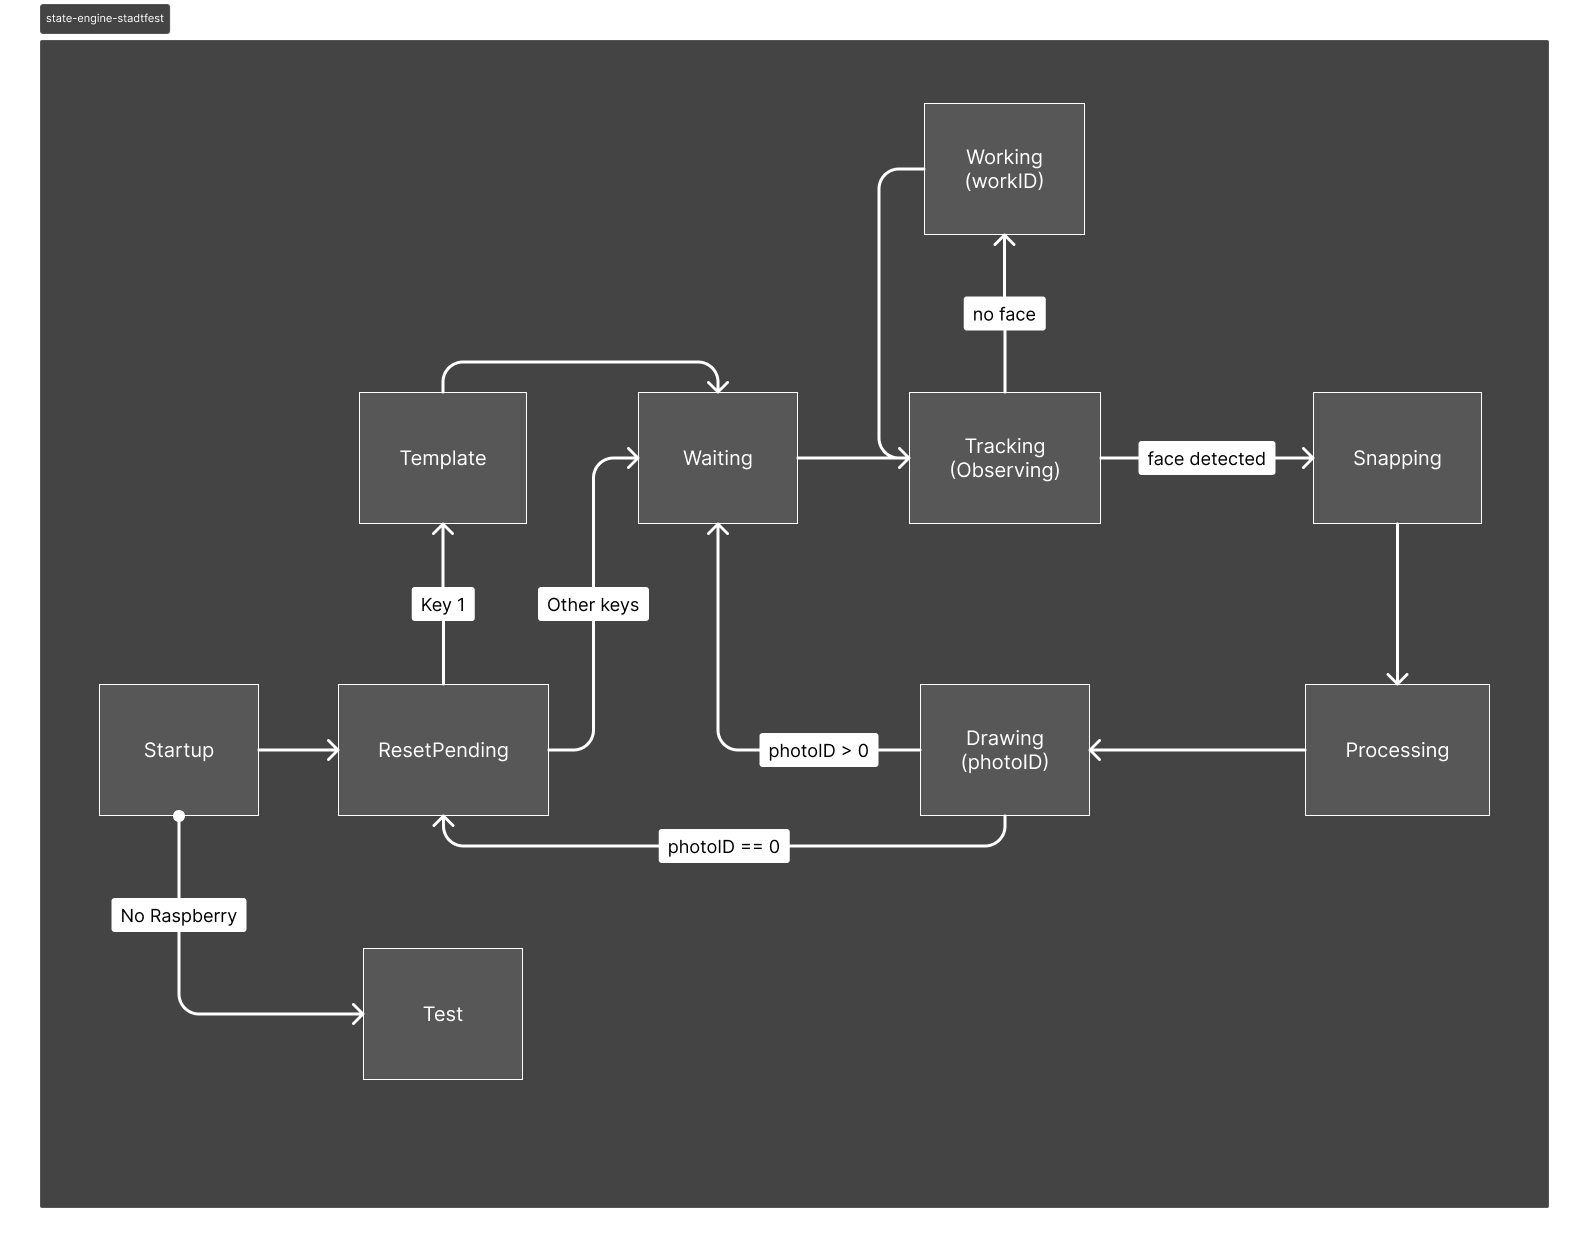 state-engine-stadtfest
Working
(workID)
no face
Template
Waiting
Tracking
(Observing)
face detected
Snapping
Key 1
Other keys
Startup
ResetPending
photoID > 0
Drawing
(photoID)
Processing
photoID == 0
No Raspberry
Test